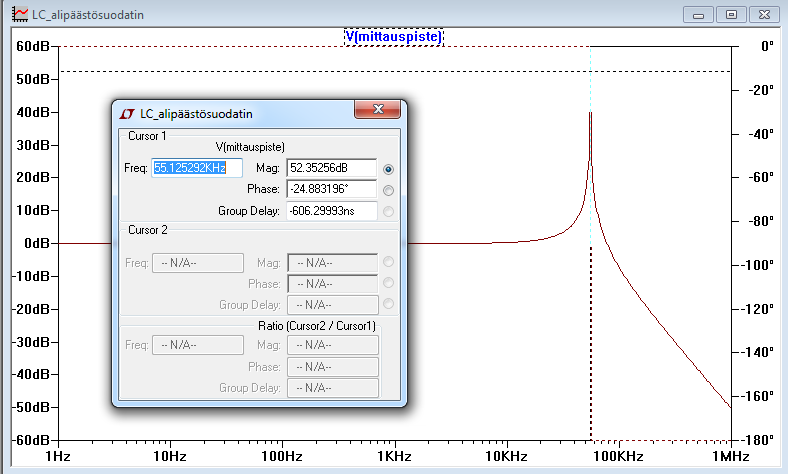 LC_alipäästösuodatin
V(mittauspiste)
60dB
50dB
40dB
30dB
20dB
10dB
0dB
-10dB
-20dB
-30dB
-40dB
-50dB
-60dB
LC_alipäästösuodatin
Cursor 1
V(mittauspiste)
Freq: 55.125292KHz Mag: 52.35256dB
Phase: -24.883196°
Group Delay: -606.29993ns
Cursor 2
Freq: -- N/A-- Mag: -- N/A--
Phase: -- N/A--
Group Delay: -- N/A--
Ratio (Cursor2 / Cursor1)
Freq: -- N/A-- Mag: -- N/A--
Phase: -- N/A--
Group Delay: -- N/A--
0°
-20°
-40°
-60°
-80°
-100°
-120°
-140°
-160°
-180°
1Hz 10Hz 100Hz 1KHz 10KHz 100KHz 1MHz